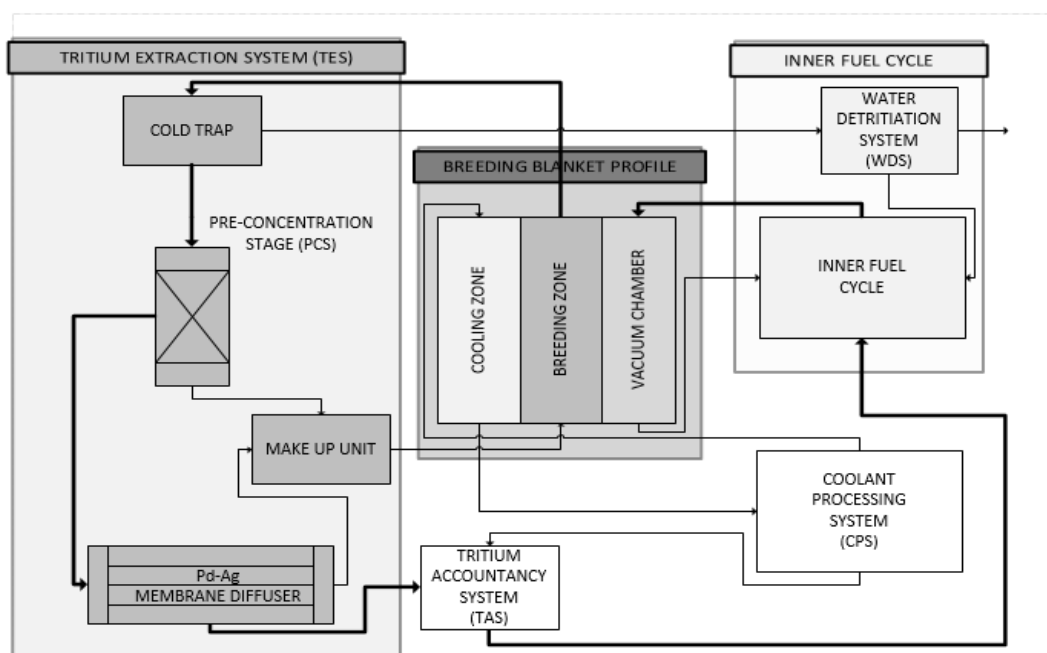 TRITIUM EXTRACTION SYSTEM (TES)
COLD TRAP
PRE-CONCENTRATION
STAGE (PCS)
MAKE UP UNIT
Pd-Ag
MEMBRANE DIFFUSER
BREEDING BLANKET PROFILE
COOLING ZONE
BREEDING ZONE
VACUUM CHAMBER
TRITIUM
ACCOUNTANCY
SYSTEM
(TAS)
INNER FUEL CYCLE
WATER
DETRITIATION
SYSTEM
(WDS)
INNER FUEL
CYCLE
COOLANT
PROCESSING
SYSTEM
(CPS)